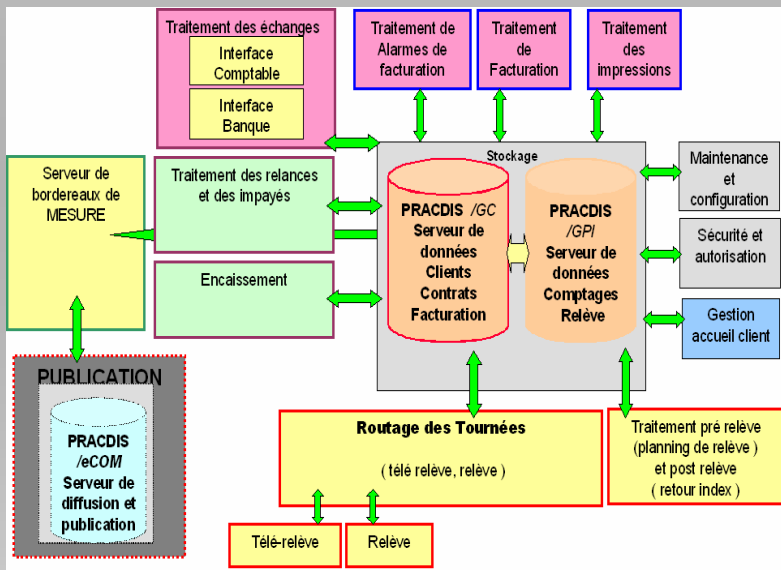 Traitement des échanges
Interface
Comptable
Interface
Banque
Traitement de
Alarmes de
facturation
Traitement
de
Facturation
Traitement
des
impressions
Serveur de
bordereaux de
MESURE
Traitement des relances
et des impayés
Encaissement
Stockage
PRACDIS /GC
Serveur de
données
Clients
Contrats
Facturation
PRACDIS
/GPI
Serveur de
données
Comptages
Relève
Maintenance
et
configuration
Sécurité et
autorisation
Gestion
accueil client
PUBLICATION
PRACDIS
/eCOM
Serveur de
diffusion et
publication
Routage des Tournées
( télé relève, relève )
Traitement pré relève
(planning de relève )
et post relève
( retour index )
Télé-relève
Relève